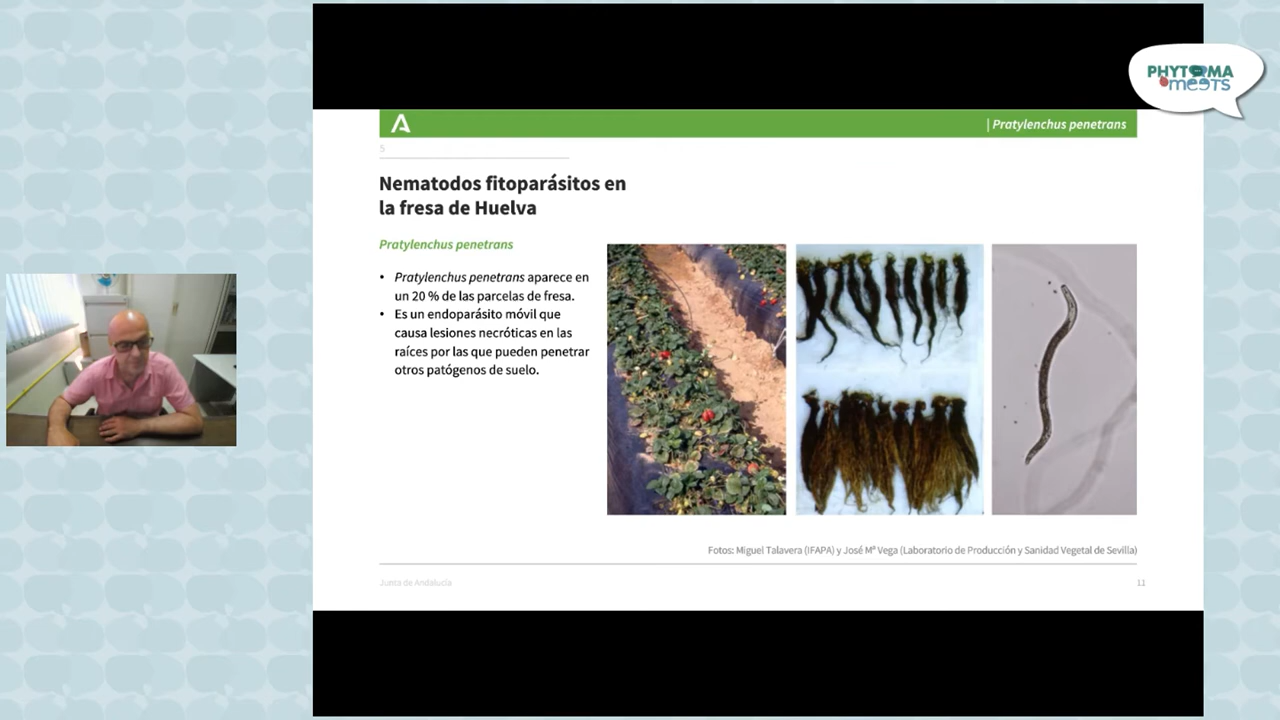 PHYTOMA
meets
| Pratylenchus penetrans
5
Nematodos fitoparásitos en
la fresa de Huelva
Pratylenchus penetrans
• Pratylenchus penetrans aparece en
un 20 % de las parcelas de fresa.
• Es un endoparásito móvil que
causa lesiones necróticas en las
raíces por las que pueden penetrar
otros patógenos de suelo.
Fotos: Miguel Talavera (IFAPA) y José Mª Vega (Laboratorio de Producción y Sanidad Vegetal de Sevilla)
Junta de Andalucía
11